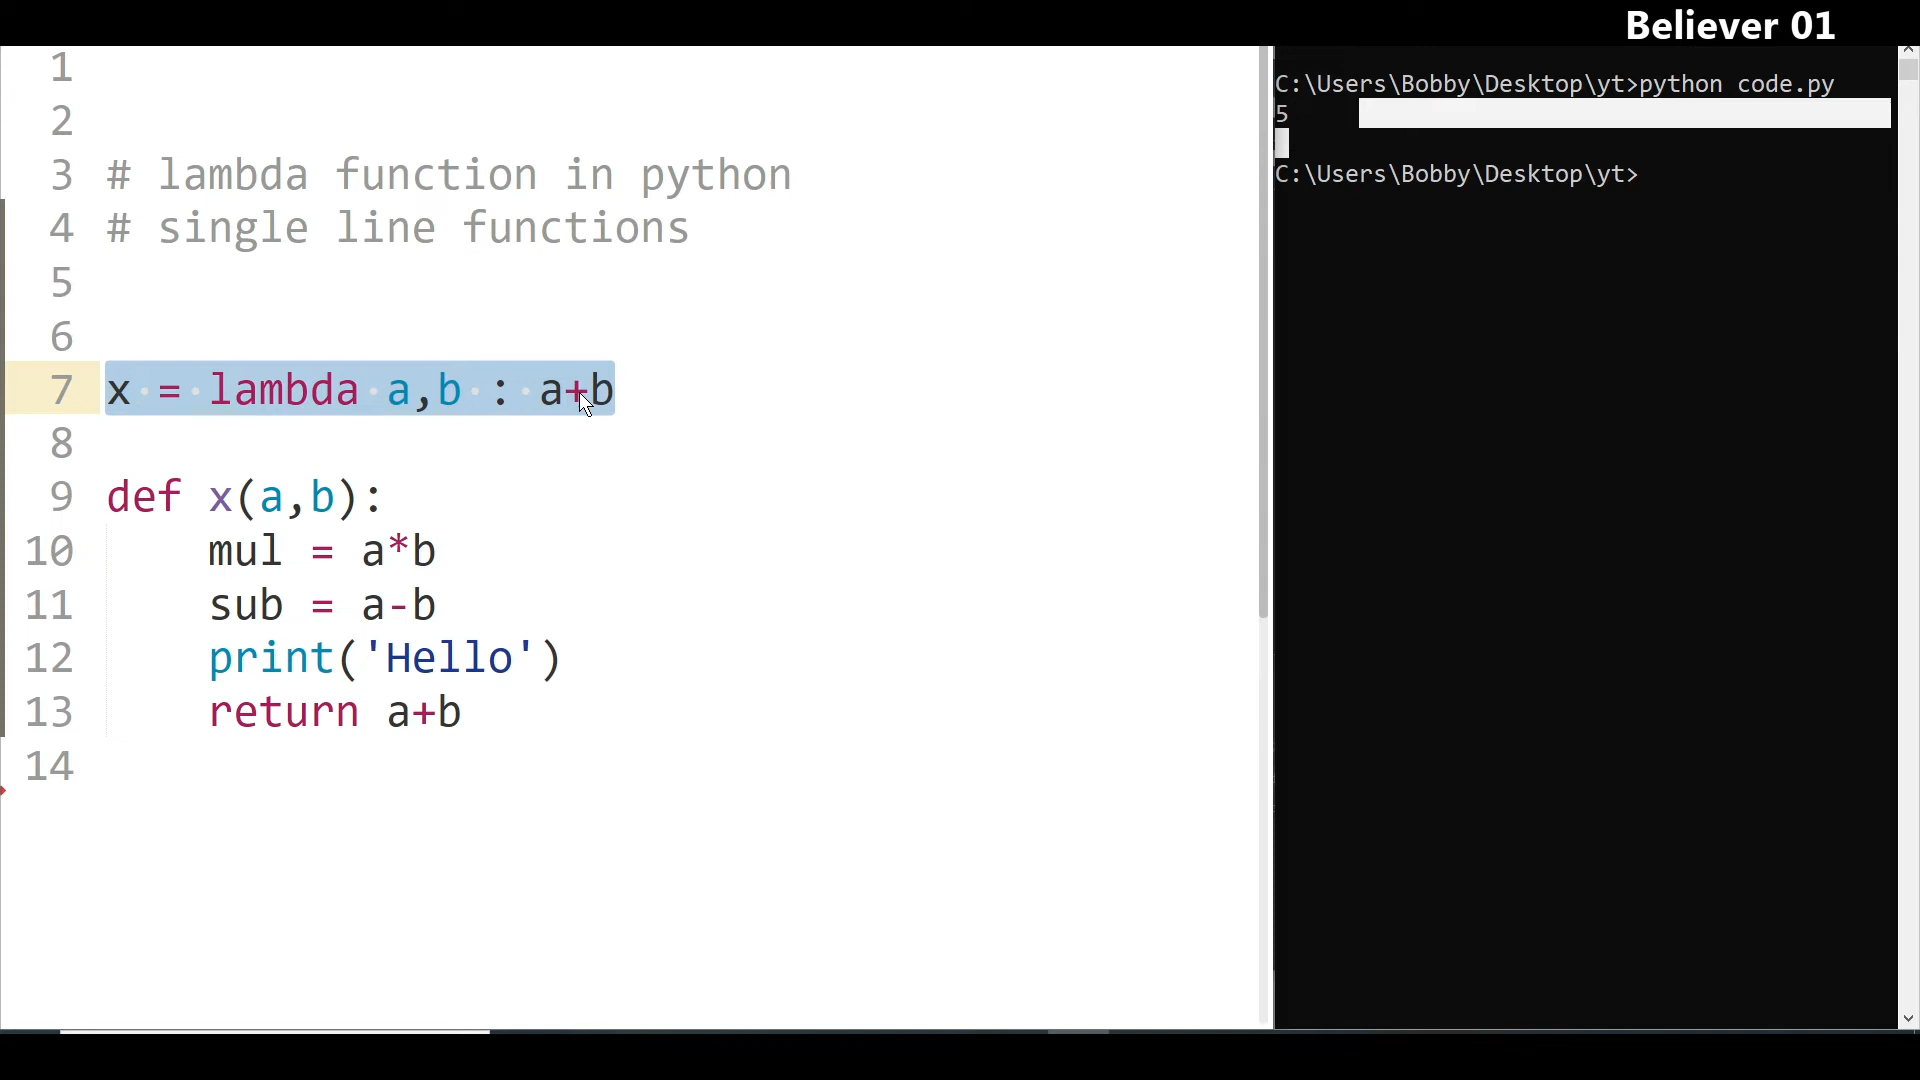 Believer 01
1
2
3 # lambda function in python
4 # single line functions
5
6
7 x = lambda a,b : a+b
8
9 def x(a,b):
10 mul = a*b
11 sub = a-b
12 print('Hello')
13 return a+b
14
C:\Users\Bobby\Desktop\yt>python code.py
5
C:\Users\Bobby\Desktop\yt>